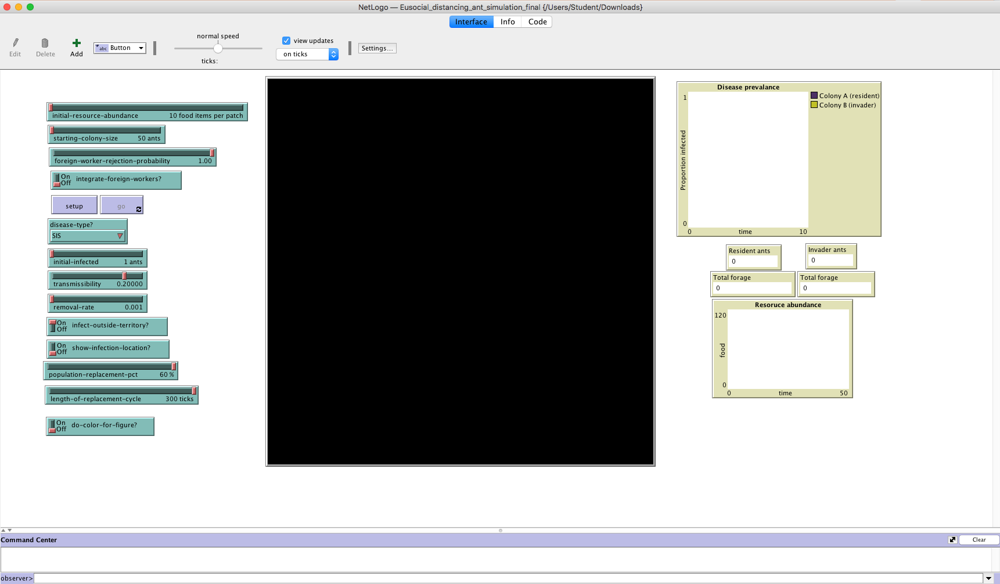 NetLogo — Eusocial_distancing_ant_simulation_final {/Users/Student/Downloads}
Interface Info Code
Edit Delete Add abc Button normal speed ticks: view updates on ticks Settings...
initial-resource-abundance 10 food items per patch
starting-colony-size 50 ants
foreign-worker-rejection-probability 1.00
On Off integrate-foreign-workers?
setup go
disease-type?
SIS
initial-infected 1 ants
transmissibility 0.20000
removal-rate 0.001
On Off infect-outside-territory?
On Off show-infection-location?
population-replacement-pct 60 %
length-of-replacement-cycle 300 ticks
On Off do-color-for-figure?
Disease prevalance
1
Proportion infected
0
0 time 10
Colony A (resident)
Colony B (invader)
Resident ants
0
Invader ants
0
Total forage
0
Total forage
0
Resoruce abundance
120
food
0
0 time 50
Command Center Clear
observer>